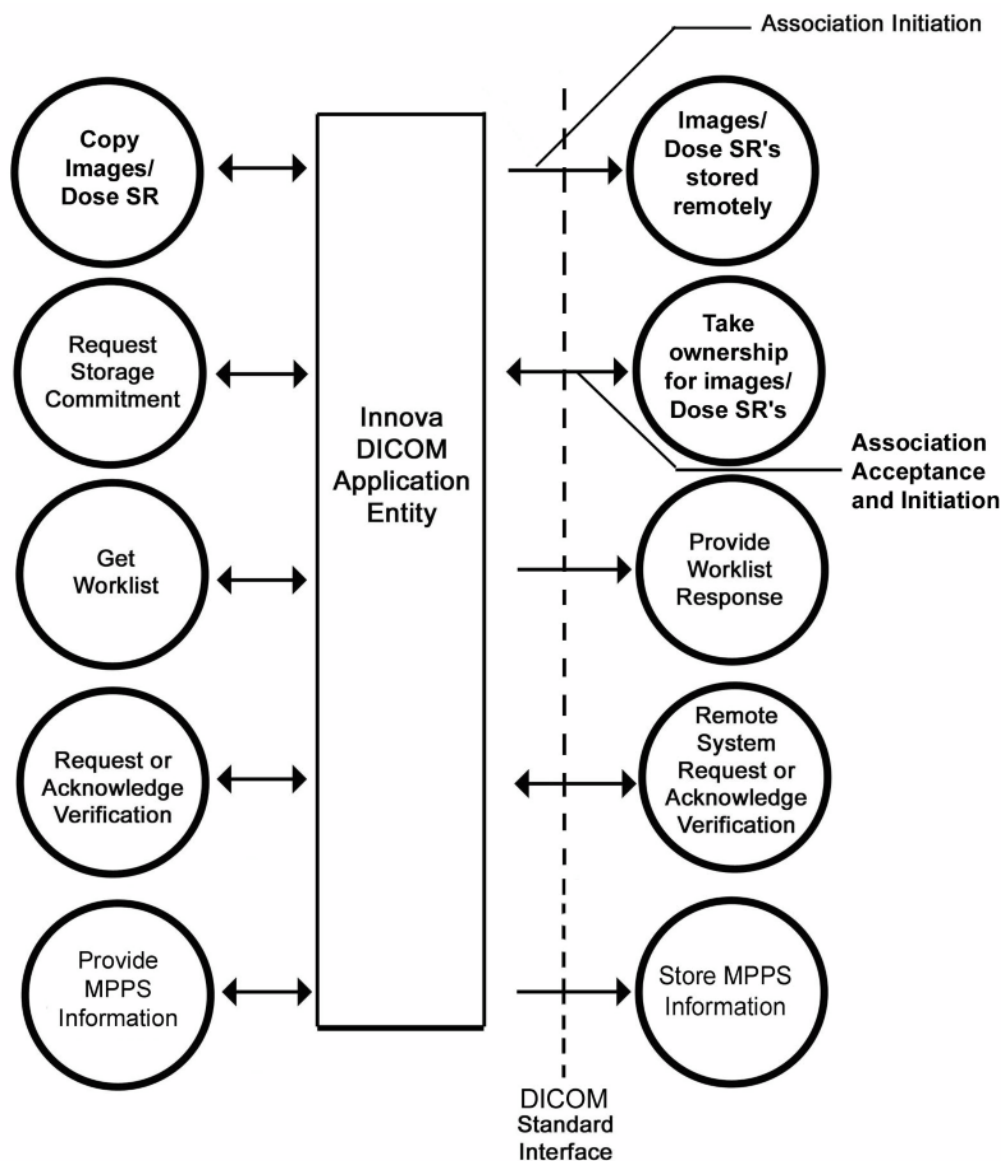 Association Initiation
Copy
Images/
Dose SR
Images/
Dose SR's
stored
remotely
Request
Storage
Commitment
Take
ownership
for images/
Dose SR's
Innova
DICOM
Application
Entity
Association
Acceptance
and Initiation
Get
Worklist
Provide
Worklist
Response
Request or
Acknowledge
Verification
Remote
System
Request or
Acknowledge
Verification
Provide
MPPS
Information
Store MPPS
Information
DICOM
Standard
Interface